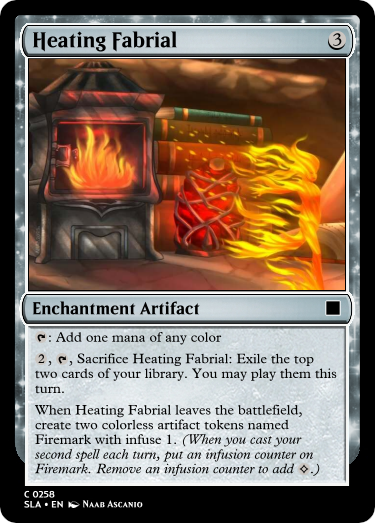 Heating Fabrial 3
Enchantment Artifact
: Add one mana of any color
2, , Sacrifice Heating Fabrial: Exile the top
two cards of your library. You may play them this
turn.
When Heating Fabrial leaves the battlefield,
create two colorless artifact tokens named
Firemark with infuse 1. (When you cast your
second spell each turn, put an infusion counter on
Firemark. Remove an infusion counter to add .)
C 0258
SLA • EN Naab Ascanio